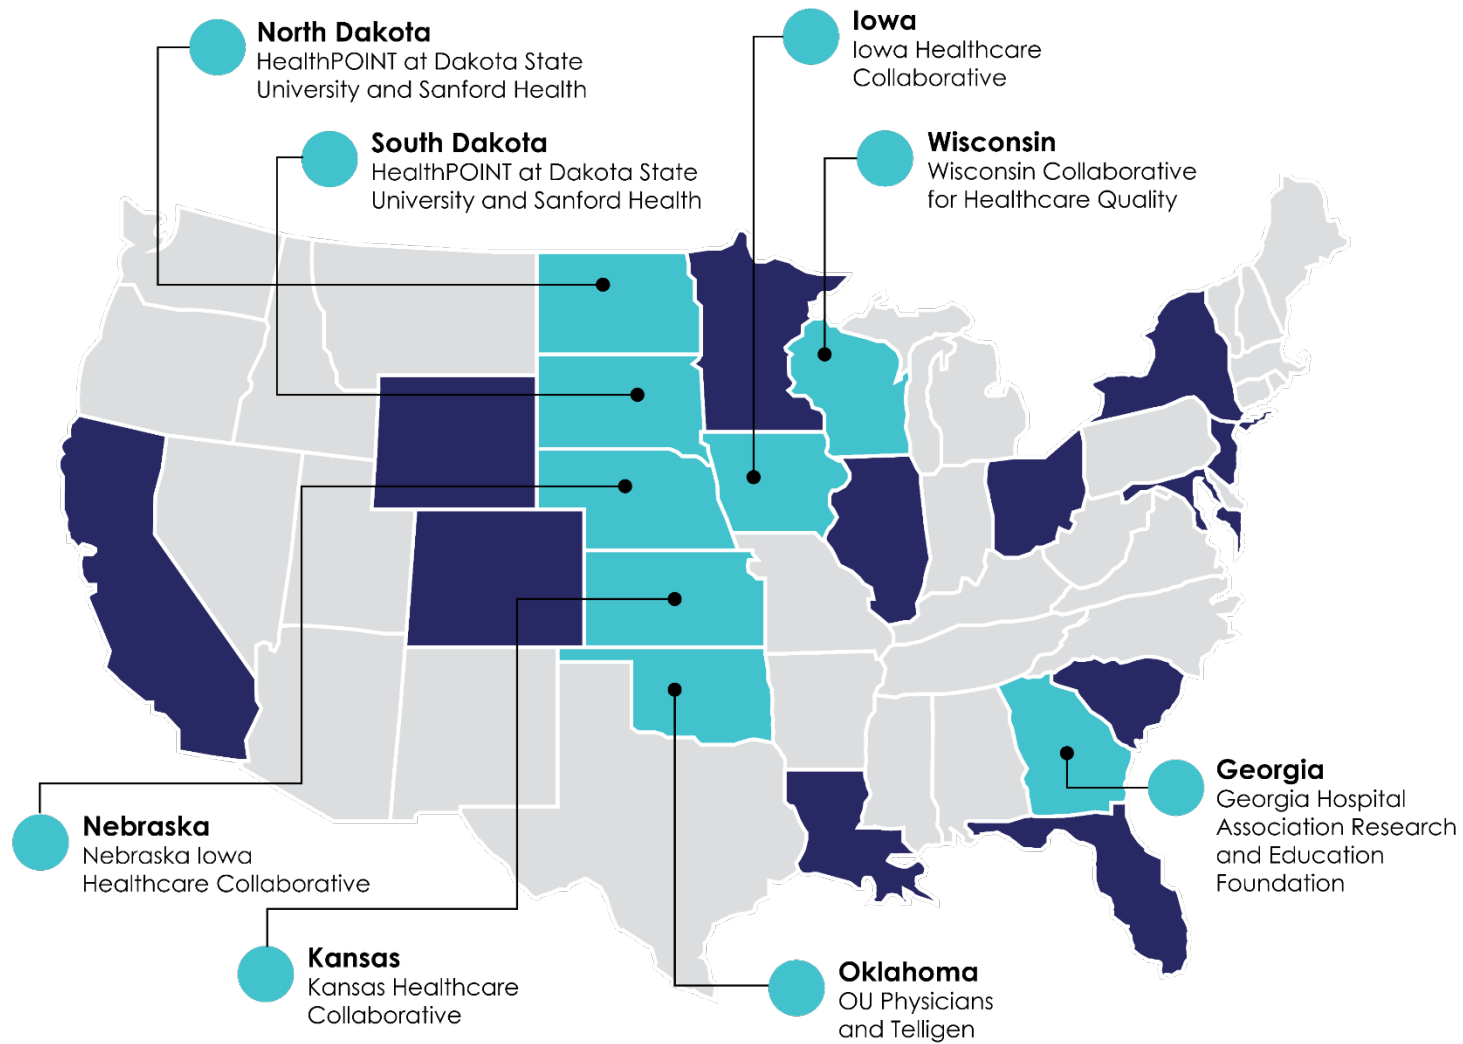 North Dakota
HealthPOINT at Dakota State
University and Sanford Health
Iowa
Iowa Healthcare
Collaborative
South Dakota
HealthPOINT at Dakota State
University and Sanford Health
Wisconsin
Wisconsin Collaborative
for Healthcare Quality
Georgia
Georgia Hospital
Association Research
and Education
Foundation
Nebraska
Nebraska Iowa
Healthcare Collaborative
Kansas
Kansas Healthcare
Collaborative
Oklahoma
OU Physicians
and Telligen